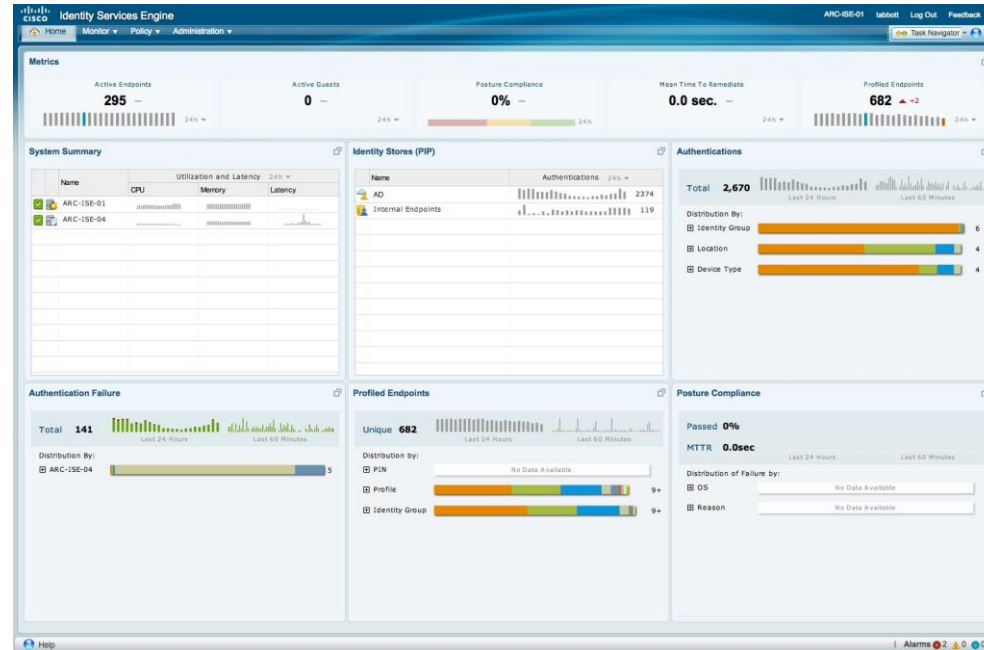 cisco Identity Services Engine
ARC-ISE-01 tabbott Log Out Feedback
Home Monitor Policy Administration
Task Navigator
Metrics
Active Endpoints
295
24h
Active Guests
0
24h
Posture Compliance
0%
24h
Mean Time To Remediate
0.0 sec.
24h
Profiled Endpoints
682 +2
24h
System Summary
Name
Utilization and Latency 24h
CPU Memory Latency
ARC-ISE-01
ARC-ISE-04
Identity Stores (PIP)
Name Authentications 24h
AD 2374
Internal Endpoints 119
Authentications
Total 2,670
Last 24 Hours Last 60 Minutes
Distribution By:
Identity Group 6
Location 4
Device Type 4
Authentication Failure
Total 141
Last 24 Hours Last 60 Minutes
Distribution By:
ARC-ISE-04 5
Profiled Endpoints
Unique 682
Last 24 Hours Last 60 Minutes
Distribution by:
PIN No Data Available
Profile 9+
Identity Group 9+
Posture Compliance
Passed 0%
MTTR 0.0sec
Last 24 Hours Last 60 Minutes
Distribution of Failure by:
OS No Data Available
Reason No Data Available
Help
Alarms 2 0